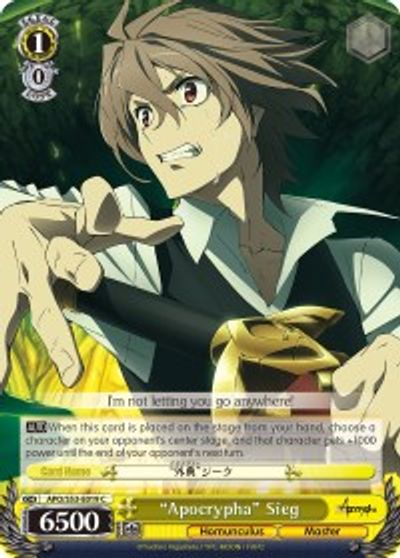 1
0
I'm not letting you go anywhere!
When this card is placed on the stage from your hand, choose a
character on your opponent's center stage, and that character gets +1000
power until the end of your opponent's next turn.
Card Name
"外典"ジーク
"Apocrypha" Sieg
6500
Homunculus
Master